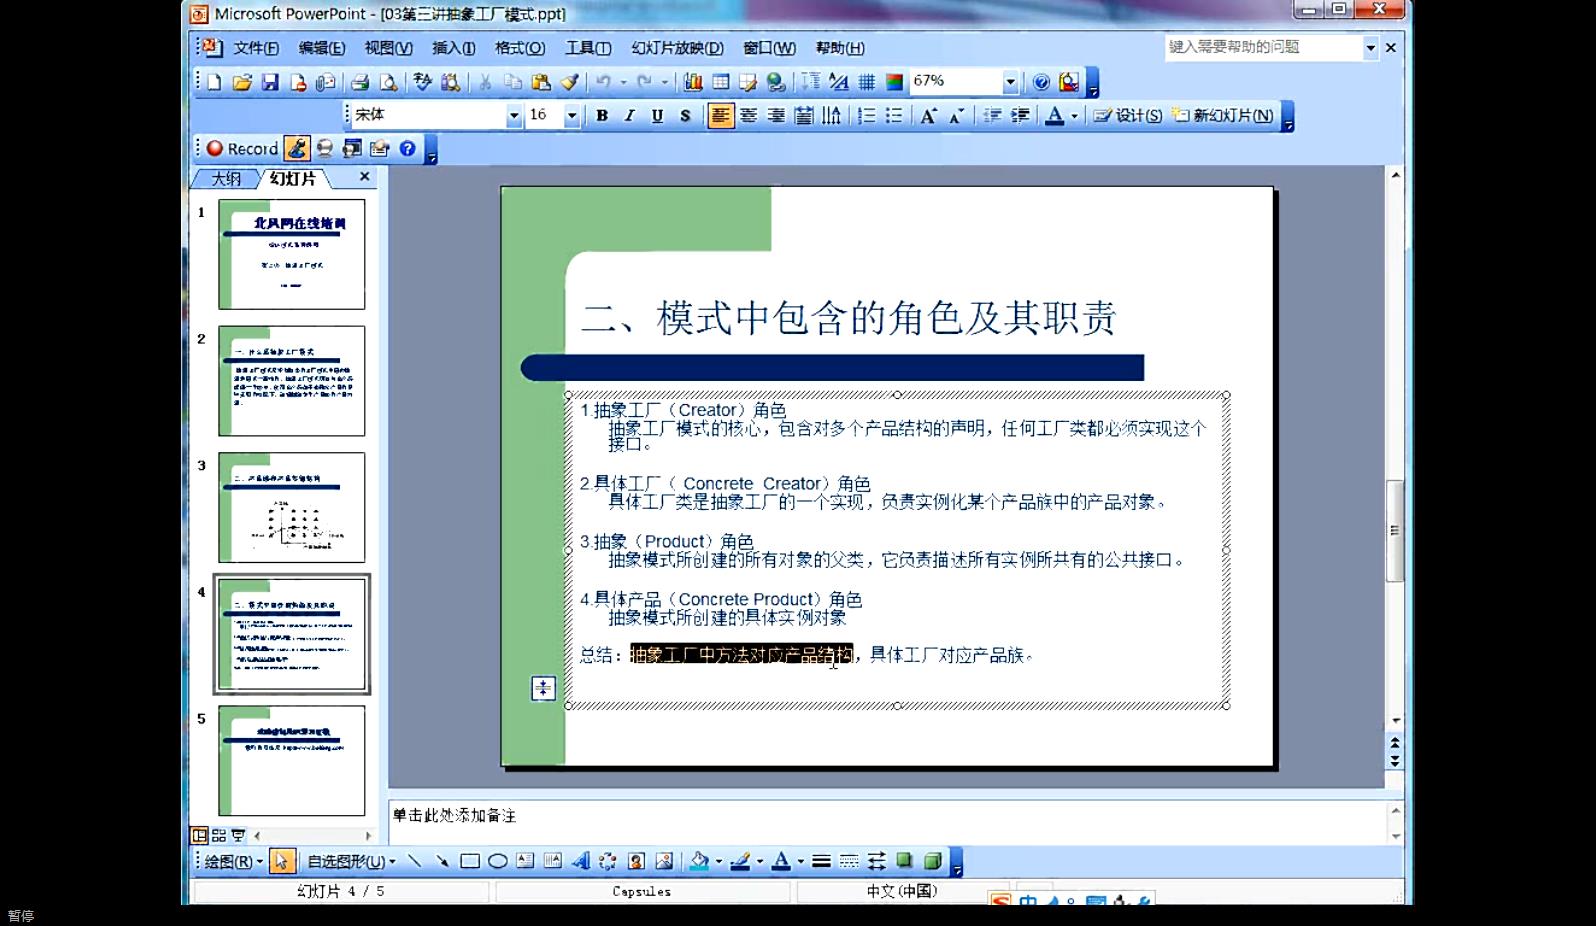 Microsoft PowerPoint - [03第三讲抽象工厂模式.ppt]
文件(F) 编辑(E) 视图(V) 插入(I) 格式(O) 工具(T) 幻灯片放映(D) 窗口(W) 帮助(H)
键入需要帮助的问题
67%
宋体 16 B I U S A A A 设计(S) 新幻灯片(N)
Record
大纲 幻灯片
1
北风网在线培训
2
3
4
5
二、模式中包含的角色及其职责
1.抽象工厂（Creator）角色
抽象工厂模式的核心，包含对多个产品结构的声明，任何工厂类都必须实现这个
接口。
2.具体工厂（ Concrete Creator）角色
具体工厂类是抽象工厂的一个实现，负责实例化某个产品族中的产品对象。
3.抽象（Product）角色
抽象模式所创建的所有对象的父类，它负责描述所有实例所共有的公共接口。
4.具体产品（Concrete Product）角色
抽象模式所创建的具体实例对象
总结：抽象工厂中方法对应产品结构，具体工厂对应产品族。
单击此处添加备注
绘图(R) 自选图形(U) A
幻灯片 4 / 5 Capsules 中文(中国)
中
暂停